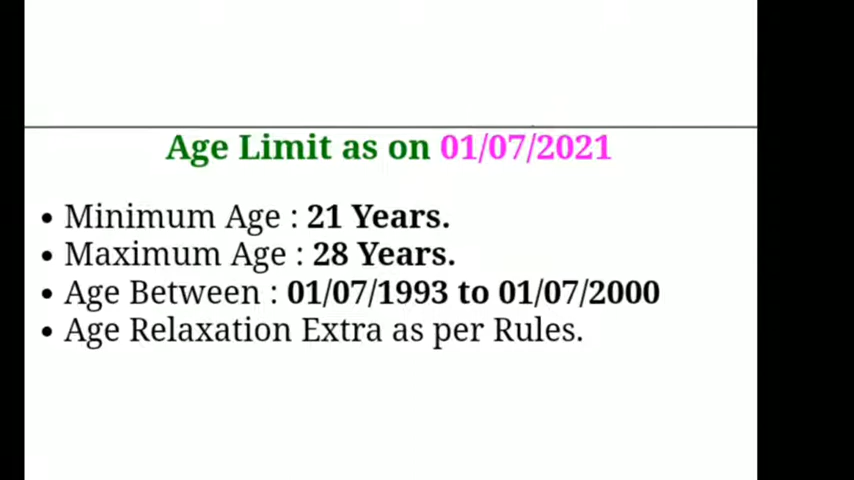 Age Limit as on 01/07/2021
• Minimum Age : 21 Years.
• Maximum Age : 28 Years.
• Age Between : 01/07/1993 to 01/07/2000
• Age Relaxation Extra as per Rules.